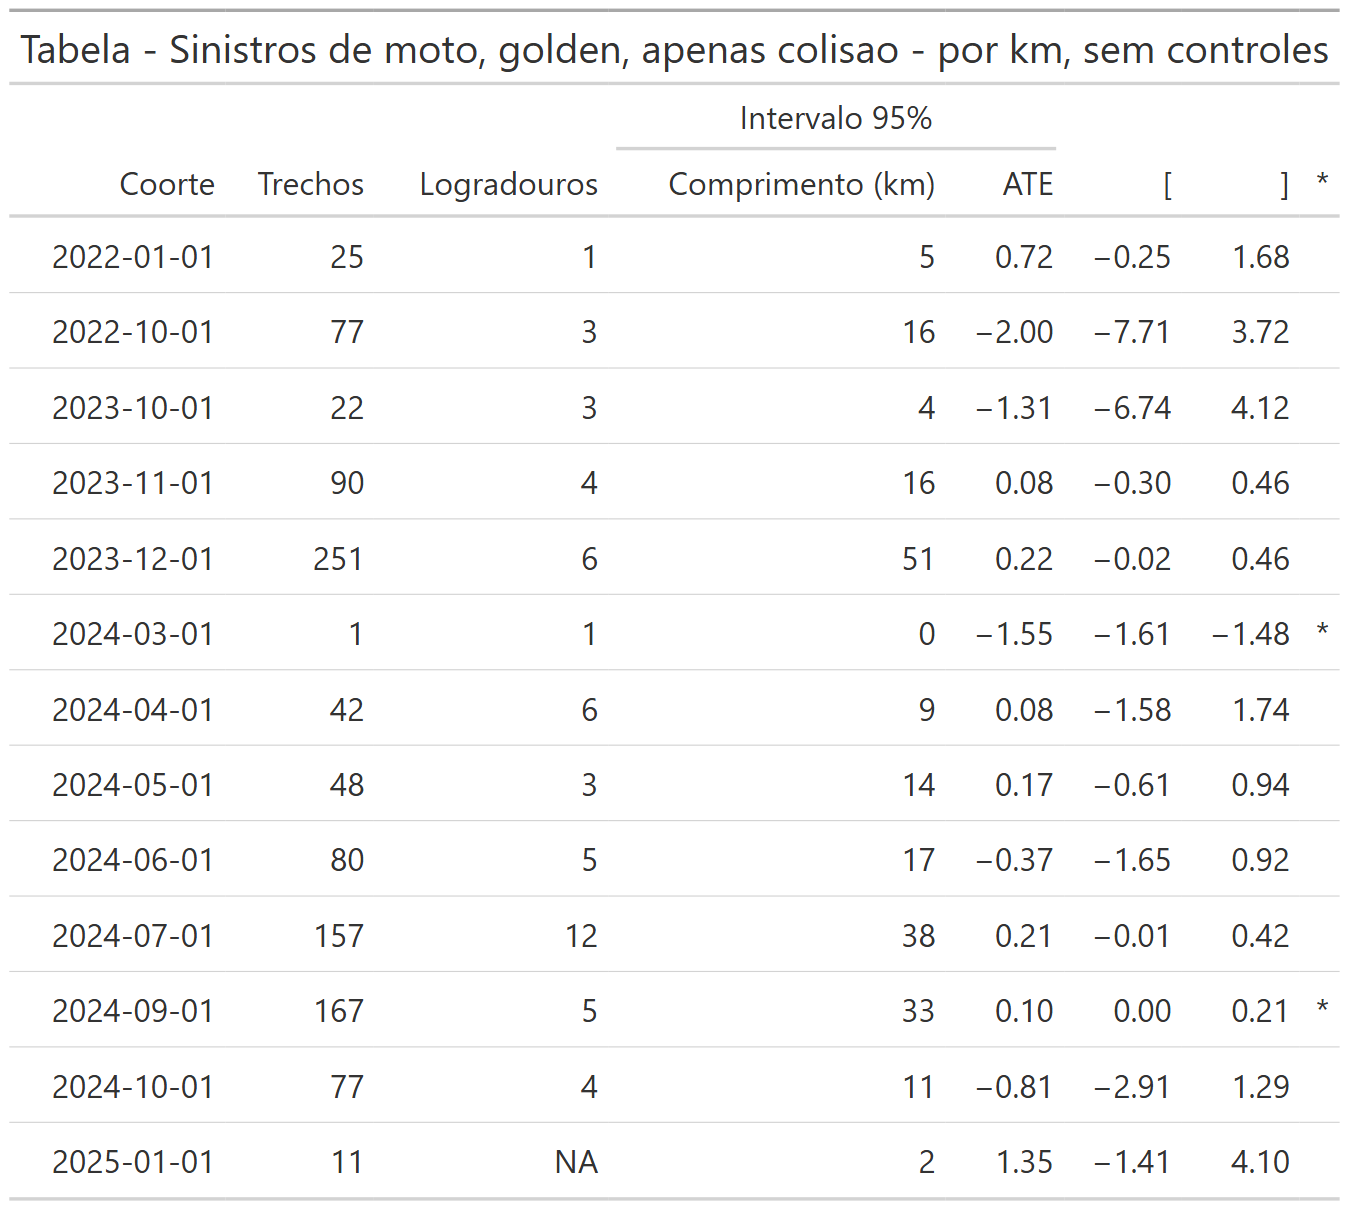 Tabela - Sinistros de moto, golden, apenas colisao - por km, sem controles
Intervalo 95%
Coorte Trechos Logradouros Comprimento (km) ATE [ ] *
2022-01-01 25 1 5 0.72 −0.25 1.68
2022-10-01 77 3 16 −2.00 −7.71 3.72
2023-10-01 22 3 4 −1.31 −6.74 4.12
2023-11-01 90 4 16 0.08 −0.30 0.46
2023-12-01 251 6 51 0.22 −0.02 0.46
2024-03-01 1 1 0 −1.55 −1.61 −1.48 *
2024-04-01 42 6 9 0.08 −1.58 1.74
2024-05-01 48 3 14 0.17 −0.61 0.94
2024-06-01 80 5 17 −0.37 −1.65 0.92
2024-07-01 157 12 38 0.21 −0.01 0.42
2024-09-01 167 5 33 0.10 0.00 0.21 *
2024-10-01 77 4 11 −0.81 −2.91 1.29
2025-01-01 11 NA 2 1.35 −1.41 4.10